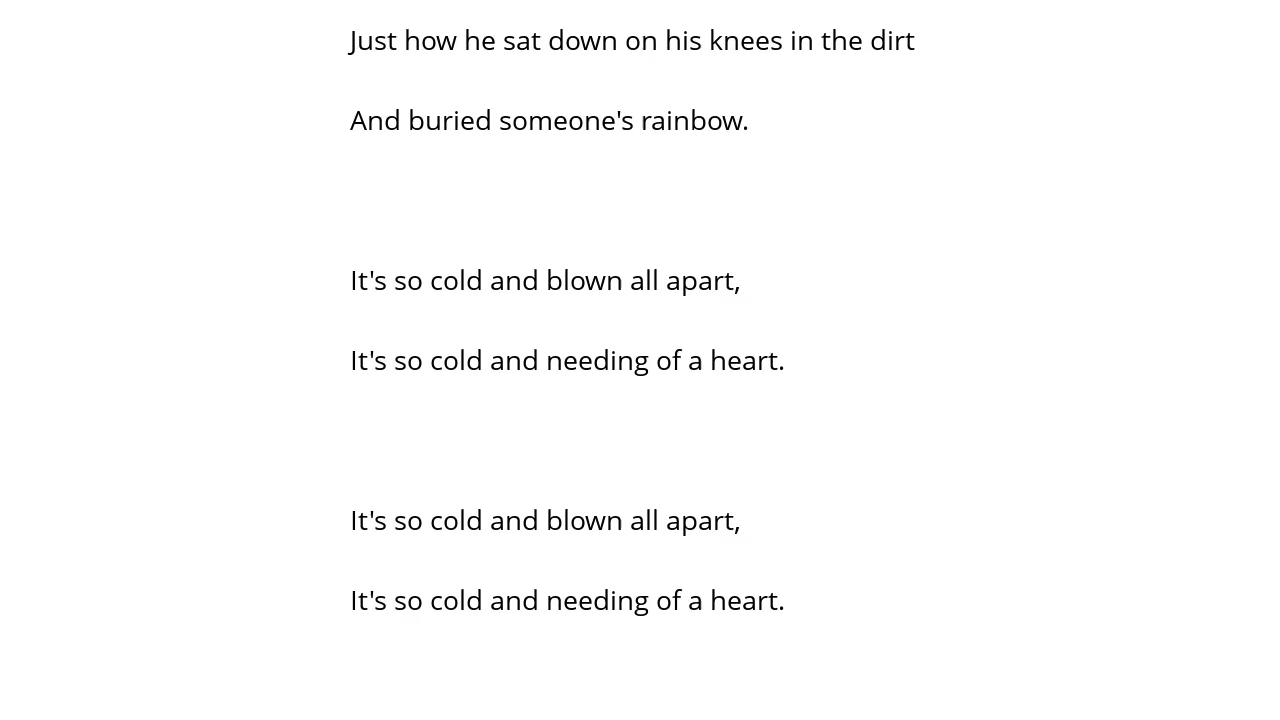 Just how he sat down on his knees in the dirt
And buried someone's rainbow.
It's so cold and blown all apart,
It's so cold and needing of a heart.
It's so cold and blown all apart,
It's so cold and needing of a heart.